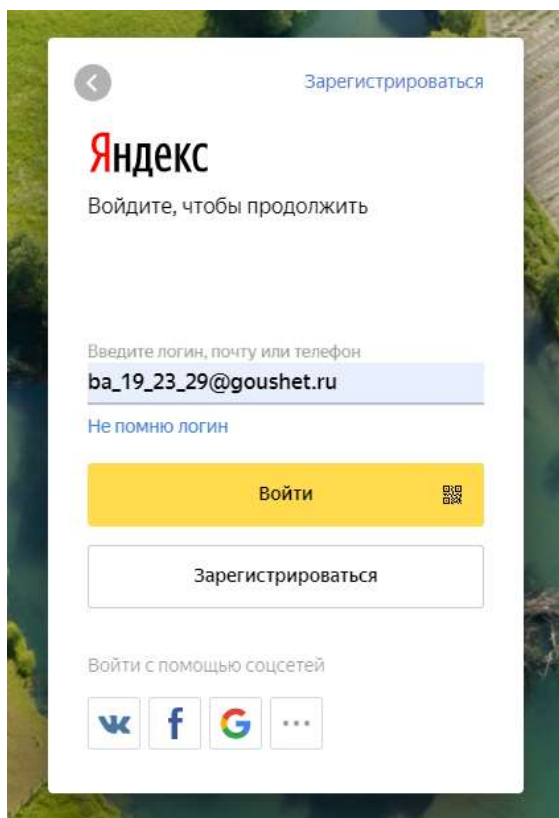 Зарегистрироваться
Яндекс
Войдите, чтобы продолжить
Введите логин, почту или телефон
ba_19_23_29@goushet.ru
Не помню логин
Войти
Зарегистрироваться
Войти с помощью соцсетей